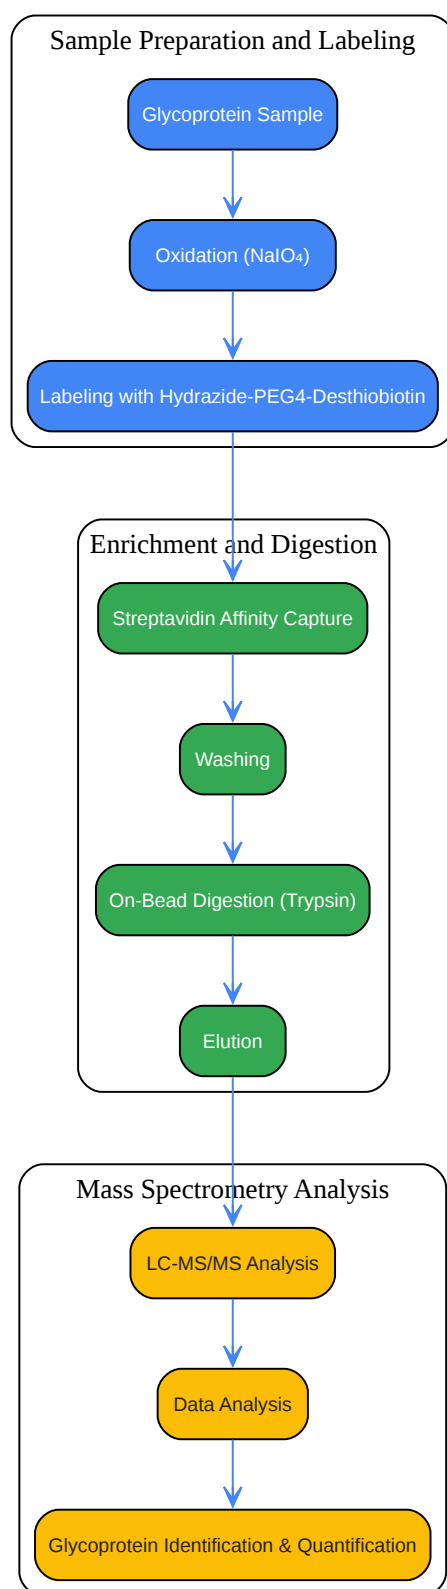 Sample Preparation and Labeling
Glycoprotein Sample
Oxidation (NaIO₄)
Labeling with Hydrazide-PEG4-Desthiobiotin
Enrichment and Digestion
Streptavidin Affinity Capture
Washing
On-Bead Digestion (Trypsin)
Elution
Mass Spectrometry Analysis
LC-MS/MS Analysis
Data Analysis
Glycoprotein Identification & Quantification